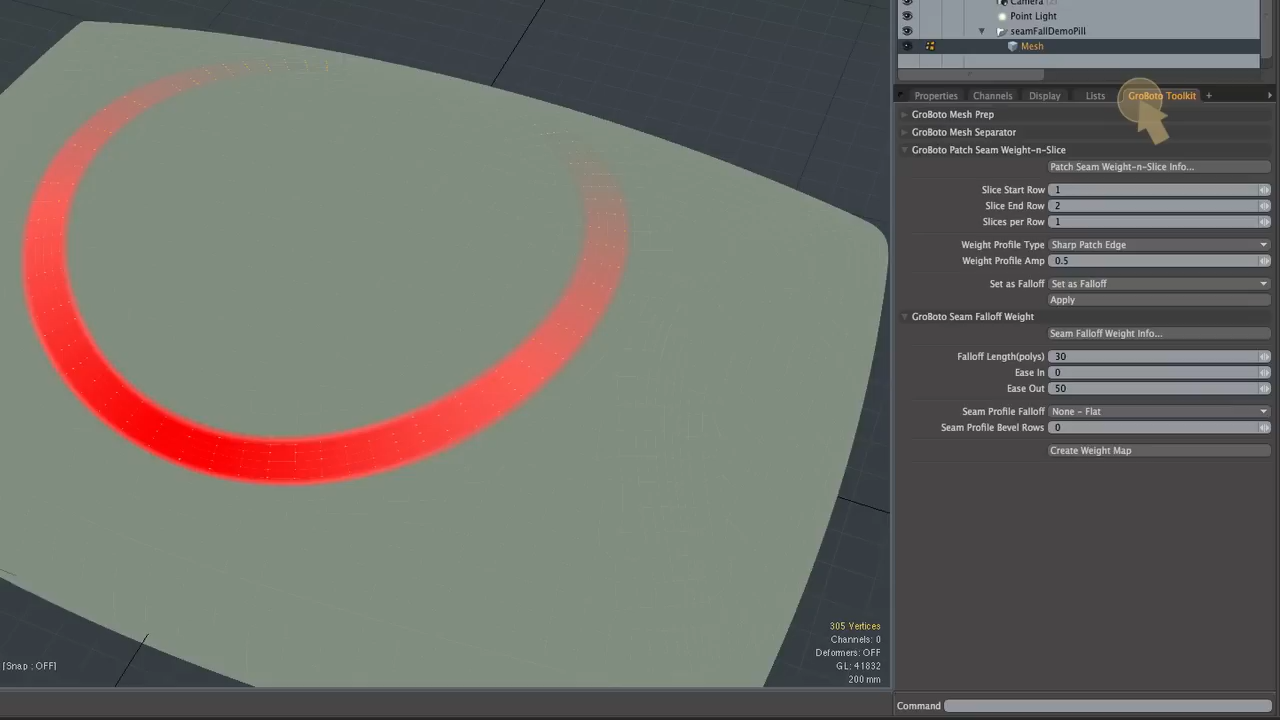 Camera (2)
Point Light
seamFallDemoPill
Mesh
Properties Channels Display Lists GroBoto Toolkit +
GroBoto Mesh Prep
GroBoto Mesh Separator
GroBoto Patch Seam Weight-n-Slice
Patch Seam Weight-n-Slice Info...
Slice Start Row 1
Slice End Row 2
Slices per Row 1
Weight Profile Type Sharp Patch Edge
Weight Profile Amp 0.5
Set as Falloff Set as Falloff
Apply
GroBoto Seam Falloff Weight
Seam Falloff Weight Info...
Falloff Length(polys) 30
Ease In 0
Ease Out 50
Seam Profile Falloff None - Flat
Seam Profile Bevel Rows 0
Create Weight Map
305 Vertices
Channels: 0
Deformers: OFF
GL: 41832
200 mm
[Snap : OFF]
Command